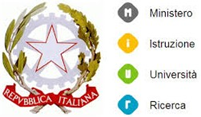 REPVBBLICA ITALIANA
M Ministero
i Istruzione
U Università
r Ricerca